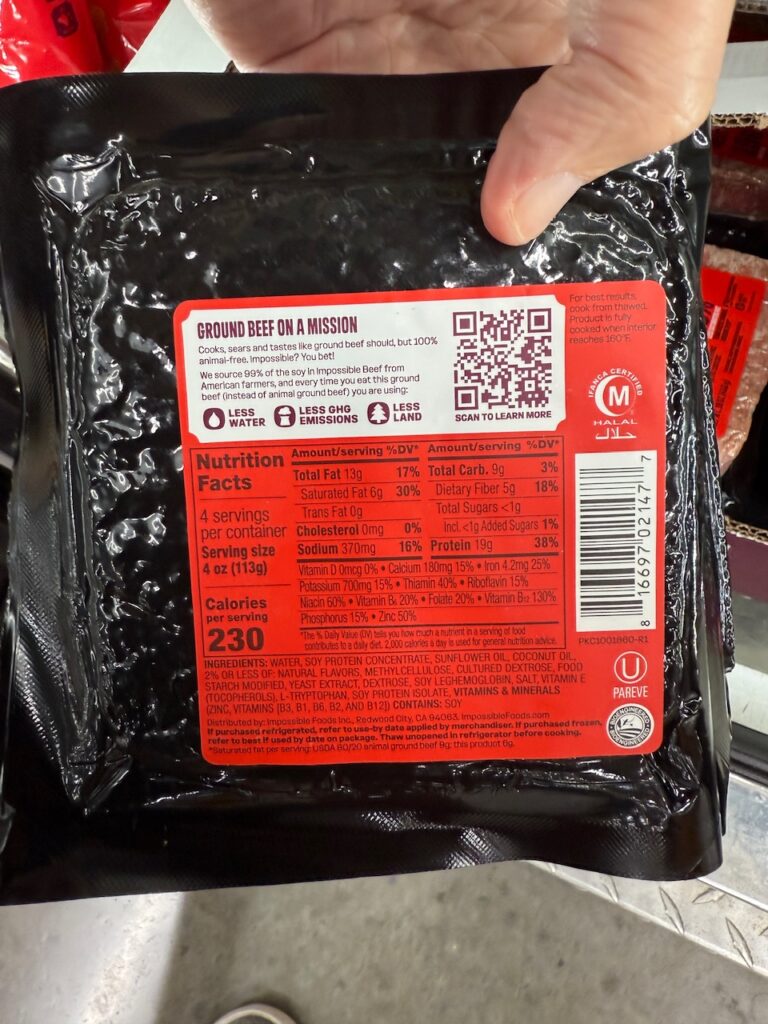 GROUND BEEF ON A MISSION
Cooks, sears and tastes like ground beef should, but 100%
animal-free. Impossible? You bet!
We source 99% of the soy in Impossible Beef from
American farmers, and every time you eat this ground
beef (instead of animal ground beef) you are using:
LESS
WATER
LESS GHG
EMISSIONS
LESS
LAND
SCAN TO LEARN MORE
For best results,
cook from thawed.
Product is fully
cooked when interior
reaches 160°F.
IFANCA CERTIFIED
M
HALAL
حلال
Nutrition
Facts
4 servings
per container
Serving size
4 oz (113g)
Calories
per serving
230
Amount/serving %DV*
Total Fat 13g 17%
Saturated Fat 6g 30%
Trans Fat 0g
Cholesterol 0mg 0%
Sodium 370mg 16%
Amount/serving %DV*
Total Carb. 9g 3%
Dietary Fiber 5g 18%
Total Sugars <1g
Incl. <1g Added Sugars 1%
Protein 19g 38%
Vitamin D 0mcg 0% • Calcium 180mg 15% • Iron 4.2mg 25%
Potassium 700mg 15% • Thiamin 40% • Riboflavin 15%
Niacin 60% • Vitamin B₆ 20% • Folate 20% • Vitamin B₁₂ 130%
Phosphorus 15% • Zinc 50%
*The % Daily Value (DV) tells you how much a nutrient in a serving of food
contributes to a daily diet. 2,000 calories a day is used for general nutrition advice.
INGREDIENTS: WATER, SOY PROTEIN CONCENTRATE, SUNFLOWER OIL, COCONUT OIL,
2% OR LESS OF: NATURAL FLAVORS, METHYLCELLULOSE, CULTURED DEXTROSE, FOOD
STARCH MODIFIED, YEAST EXTRACT, DEXTROSE, SOY LEGHEMOGLOBIN, SALT, VITAMIN E
(TOCOPHEROLS), L-TRYPTOPHAN, SOY PROTEIN ISOLATE, VITAMINS & MINERALS
(ZINC, VITAMINS [B3, B1, B6, B2, AND B12]) CONTAINS: SOY
Distributed by: Impossible Foods Inc., Redwood City, CA 94063. ImpossibleFoods.com
If purchased refrigerated, refer to use-by date applied by merchandiser. If purchased frozen,
refer to best if used by date on package. Thaw unopened in refrigerator before cooking.
*Saturated fat per serving: USDA 80/20 animal ground beef 9g; this product 6g.
8 16697 02147 7
PKC1001860-R1
U
PAREVE
BIOENGINEERED